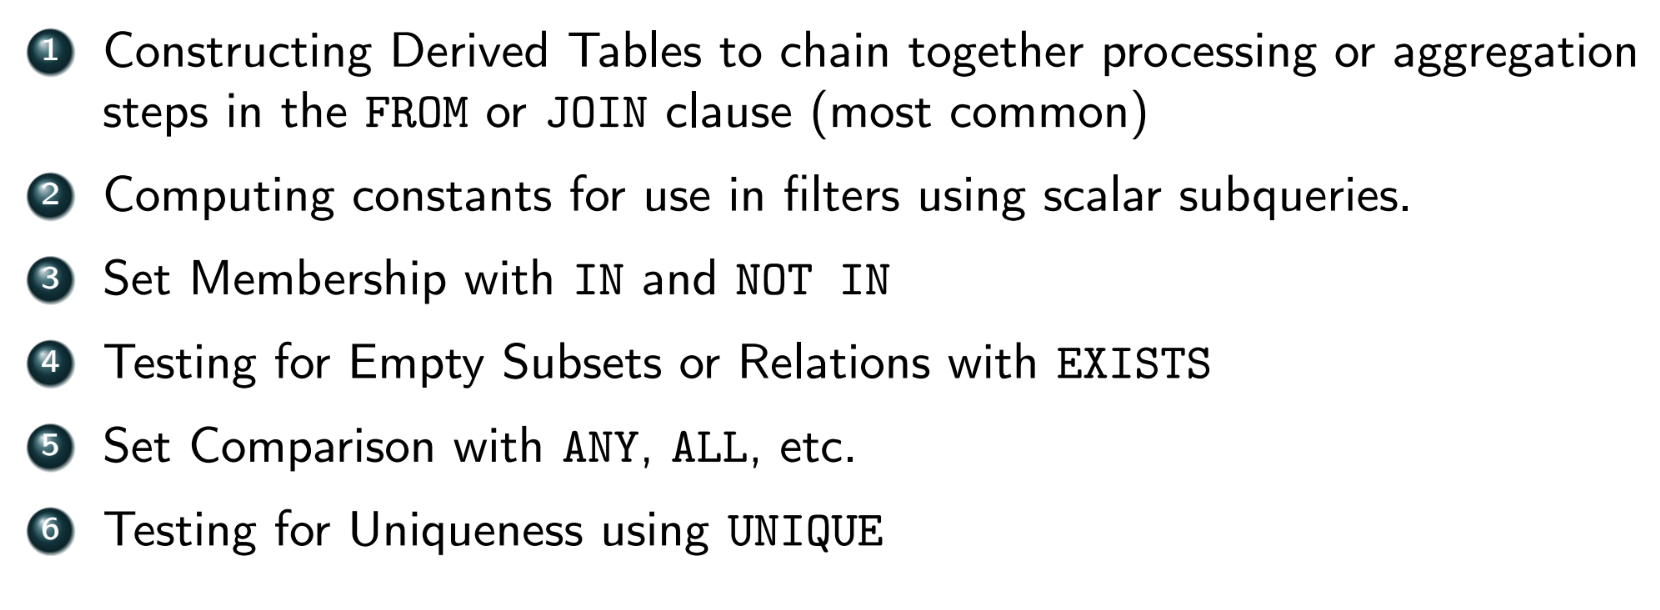 1 Constructing Derived Tables to chain together processing or aggregation
steps in the FROM or JOIN clause (most common)
2 Computing constants for use in filters using scalar subqueries.
3 Set Membership with IN and NOT IN
4 Testing for Empty Subsets or Relations with EXISTS
5 Set Comparison with ANY, ALL, etc.
6 Testing for Uniqueness using UNIQUE